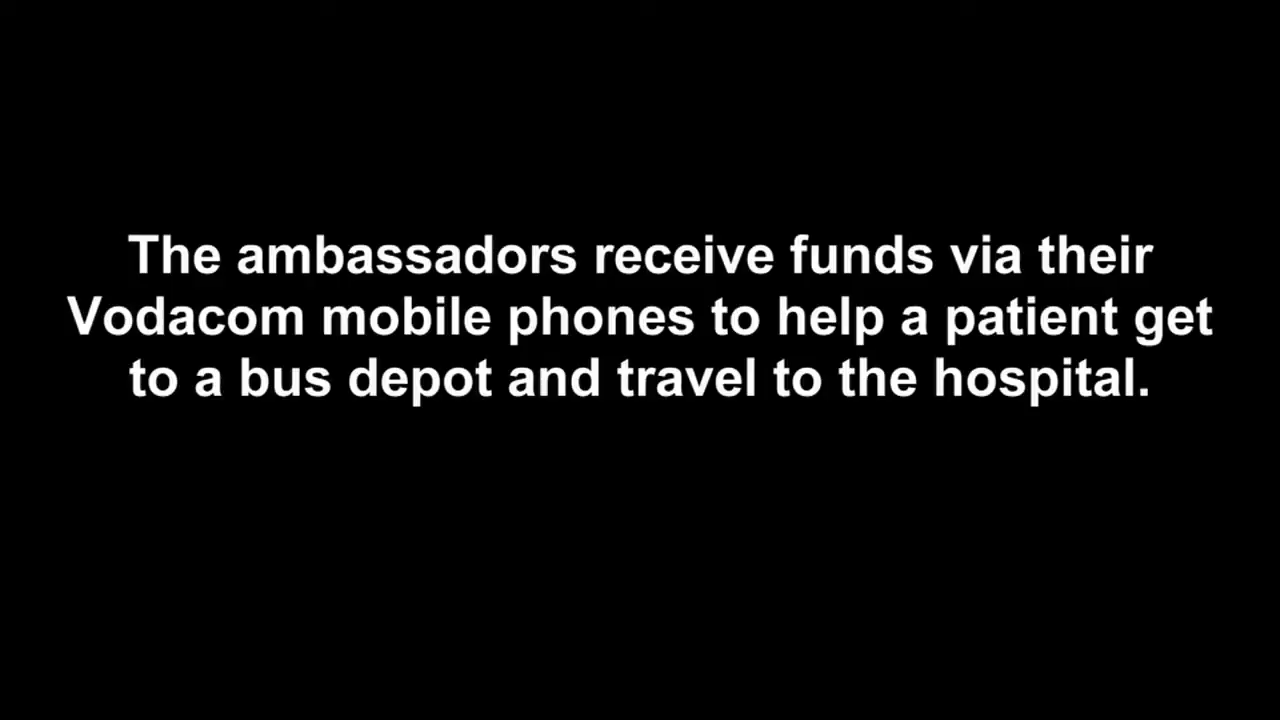 The ambassadors receive funds via their
Vodacom mobile phones to help a patient get
to a bus depot and travel to the hospital.